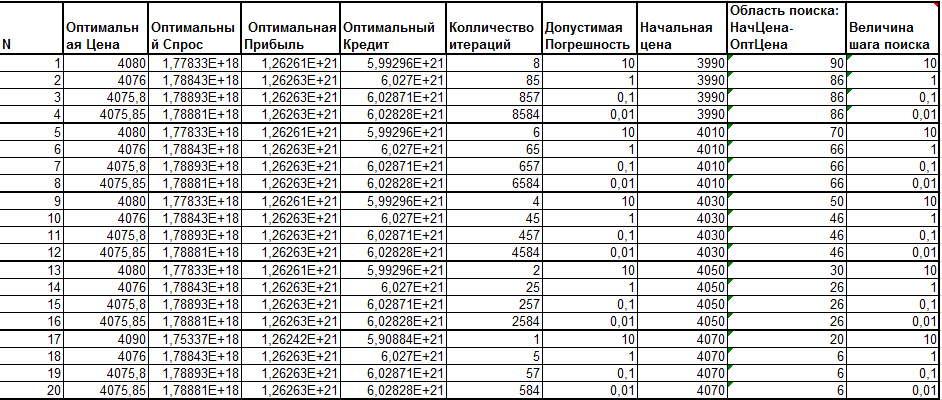 N Оптимальн ая Цена Оптимальны й Спрос Оптимальная Прибыль Оптимальный Кредит Колличество итераций Допустимая Погрешность Начальная цена Область поиска: НачЦена- ОптЦена Величина шага поиска
1 4080 1,77833E+18 1,26261E+21 5,99296E+21 8 10 3990 90 10
2 4076 1,78843E+18 1,26263E+21 6,027E+21 85 1 3990 86 1
3 4075,8 1,78893E+18 1,26263E+21 6,02871E+21 857 0,1 3990 86 0,1
4 4075,85 1,78881E+18 1,26263E+21 6,02828E+21 8584 0,01 3990 86 0,01
5 4080 1,77833E+18 1,26261E+21 5,99296E+21 6 10 4010 70 10
6 4076 1,78843E+18 1,26263E+21 6,027E+21 65 1 4010 66 1
7 4075,8 1,78893E+18 1,26263E+21 6,02871E+21 657 0,1 4010 66 0,1
8 4075,85 1,78881E+18 1,26263E+21 6,02828E+21 6584 0,01 4010 66 0,01
9 4080 1,77833E+18 1,26261E+21 5,99296E+21 4 10 4030 50 10
10 4076 1,78843E+18 1,26263E+21 6,027E+21 45 1 4030 46 1
11 4075,8 1,78893E+18 1,26263E+21 6,02871E+21 457 0,1 4030 46 0,1
12 4075,85 1,78881E+18 1,26263E+21 6,02828E+21 4584 0,01 4030 46 0,01
13 4080 1,77833E+18 1,26261E+21 5,99296E+21 2 10 4050 30 10
14 4076 1,78843E+18 1,26263E+21 6,027E+21 25 1 4050 26 1
15 4075,8 1,78893E+18 1,26263E+21 6,02871E+21 257 0,1 4050 26 0,1
16 4075,85 1,78881E+18 1,26263E+21 6,02828E+21 2584 0,01 4050 26 0,01
17 4090 1,75337E+18 1,26242E+21 5,90884E+21 1 10 4070 20 10
18 4076 1,78843E+18 1,26263E+21 6,027E+21 5 1 4070 6 1
19 4075,8 1,78893E+18 1,26263E+21 6,02871E+21 57 0,1 4070 6 0,1
20 4075,85 1,78881E+18 1,26263E+21 6,02828E+21 584 0,01 4070 6 0,01